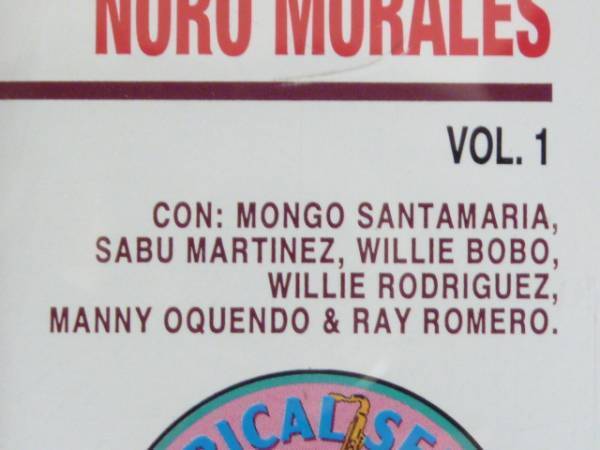 NORO MORALES
VOL. 1
CON: MONGO SANTAMARIA,
SABU MARTINEZ, WILLIE BOBO,
WILLIE RODRIGUEZ,
MANNY OQUENDO & RAY ROMERO.